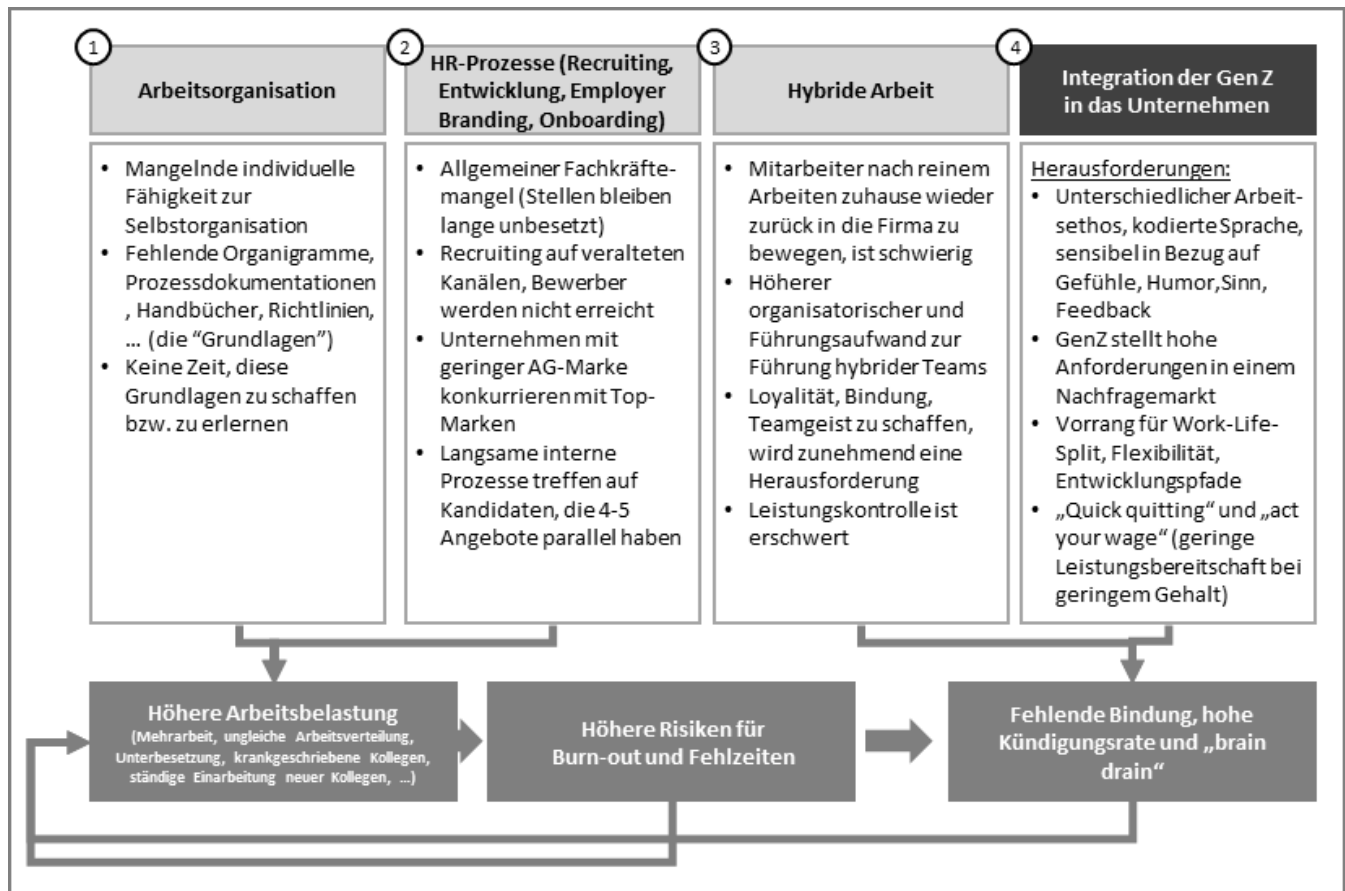 1
Arbeitsorganisation
• Mangelnde individuelle
Fähigkeit zur
Selbstorganisation
• Fehlende Organigramme,
Prozessdokumentationen
, Handbücher, Richtlinien,
… (die “Grundlagen”)
• Keine Zeit, diese
Grundlagen zu schaffen
bzw. zu erlernen
2
HR-Prozesse (Recruiting,
Entwicklung, Employer
Branding, Onboarding)
• Allgemeiner Fachkräfte-
mangel (Stellen bleiben
lange unbesetzt)
• Recruiting auf veralteten
Kanälen, Bewerber
werden nicht erreicht
• Unternehmen mit
geringer AG-Marke
konkurrieren mit Top-
Marken
• Langsame interne
Prozesse treffen auf
Kandidaten, die 4-5
Angebote parallel haben
3
Hybride Arbeit
• Mitarbeiter nach reinem
Arbeiten zuhause wieder
zurück in die Firma zu
bewegen, ist schwierig
• Höherer
organisatorischer und
Führungsaufwand zur
Führung hybrider Teams
• Loyalität, Bindung,
Teamgeist zu schaffen,
wird zunehmend eine
Herausforderung
• Leistungskontrolle ist
erschwert
4
Integration der Gen Z
in das Unternehmen
Herausforderungen:
• Unterschiedlicher Arbeit-
sethos, kodierte Sprache,
sensibel in Bezug auf
Gefühle, Humor,Sinn,
Feedback
• GenZ stellt hohe
Anforderungen in einem
Nachfragemarkt
• Vorrang für Work-Life-
Split, Flexibilität,
Entwicklungspfade
• „Quick quitting“ und „act
your wage“ (geringe
Leistungsbereitschaft bei
geringem Gehalt)
Höhere Arbeitsbelastung
(Mehrarbeit, ungleiche Arbeitsverteilung,
Unterbesetzung, krankgeschriebene Kollegen,
ständige Einarbeitung neuer Kollegen, …)
Höhere Risiken für
Burn-out und Fehlzeiten
Fehlende Bindung, hohe
Kündigungsrate und „brain
drain“